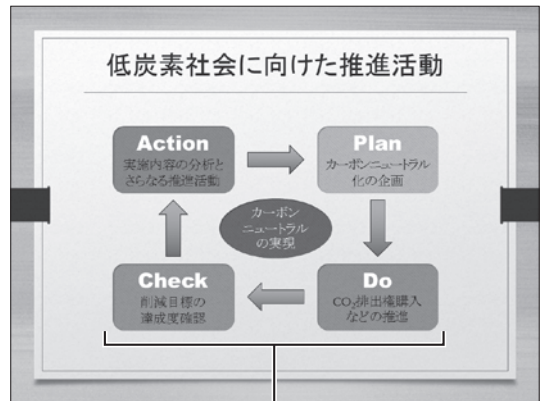 低炭素社会に向けた推進活動
Action
実施内容の分析と
さらなる推進活動
Plan
カーボンニュートラル
化の企画
カーボン
ニュートラル
の実現
Check
削減目標の
達成度確認
Do
CO₂排出権購入
などの推進